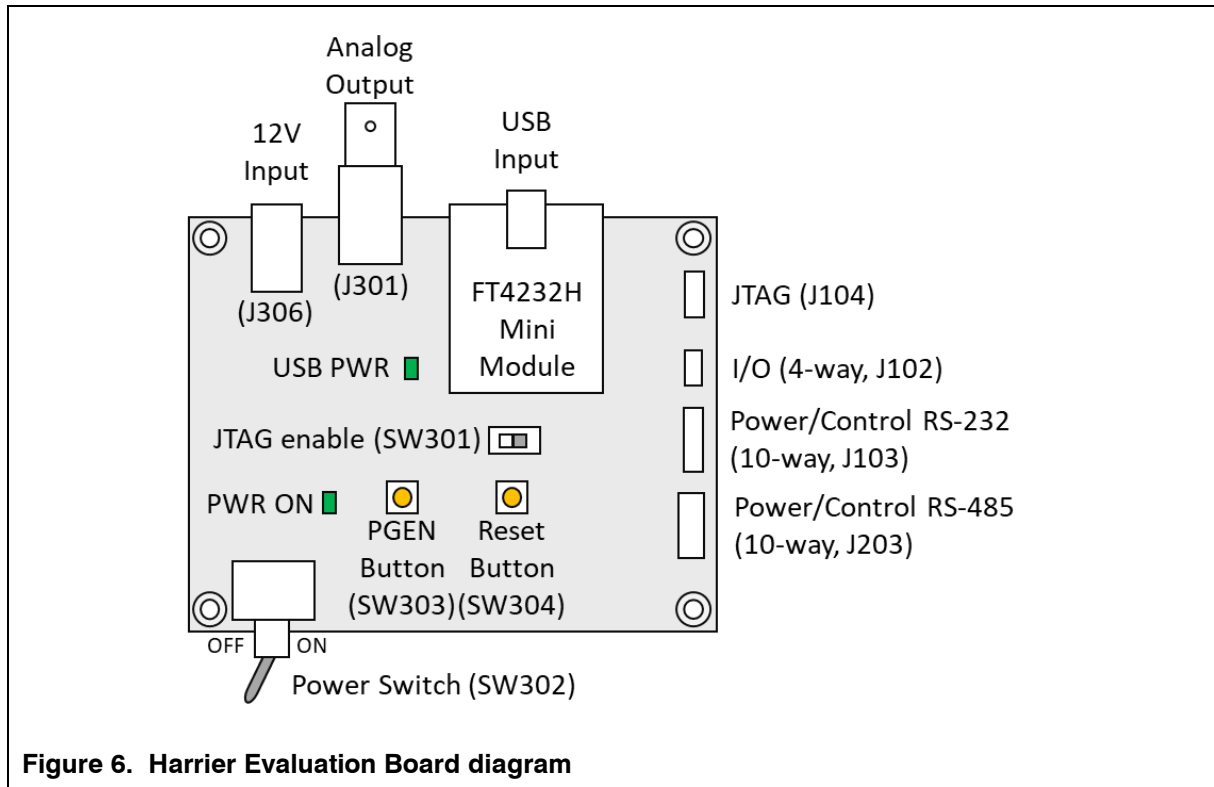 Analog
Output
12V
Input
USB
Input
(J306)
(J301)
FT4232H
Mini
Module
JTAG (J104)
USB PWR
I/O (4-way, J102)
JTAG enable (SW301)
Power/Control RS-232
(10-way, J103)
PWR ON
PGEN
Button
(SW303)
Reset
Button
(SW304)
Power/Control RS-485
(10-way, J203)
OFF
ON
Power Switch (SW302)
Figure 6. Harrier Evaluation Board diagram